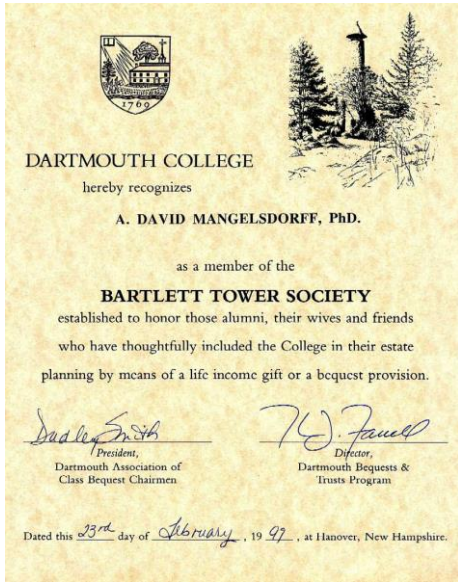 1769
DARTMOUTH COLLEGE
hereby recognizes
A. DAVID MANGELSDORFF, PhD.
as a member of the
BARTLETT TOWER SOCIETY
established to honor those alumni, their wives and friends
who have thoughtfully included the College in their estate
planning by means of a life income gift or a bequest provision.
Dudley Smith
President,
Dartmouth Association of
Class Bequest Chairmen
Director,
Dartmouth Bequests &
Trusts Program
Dated this 23rd day of February, 1997, at Hanover, New Hampshire.